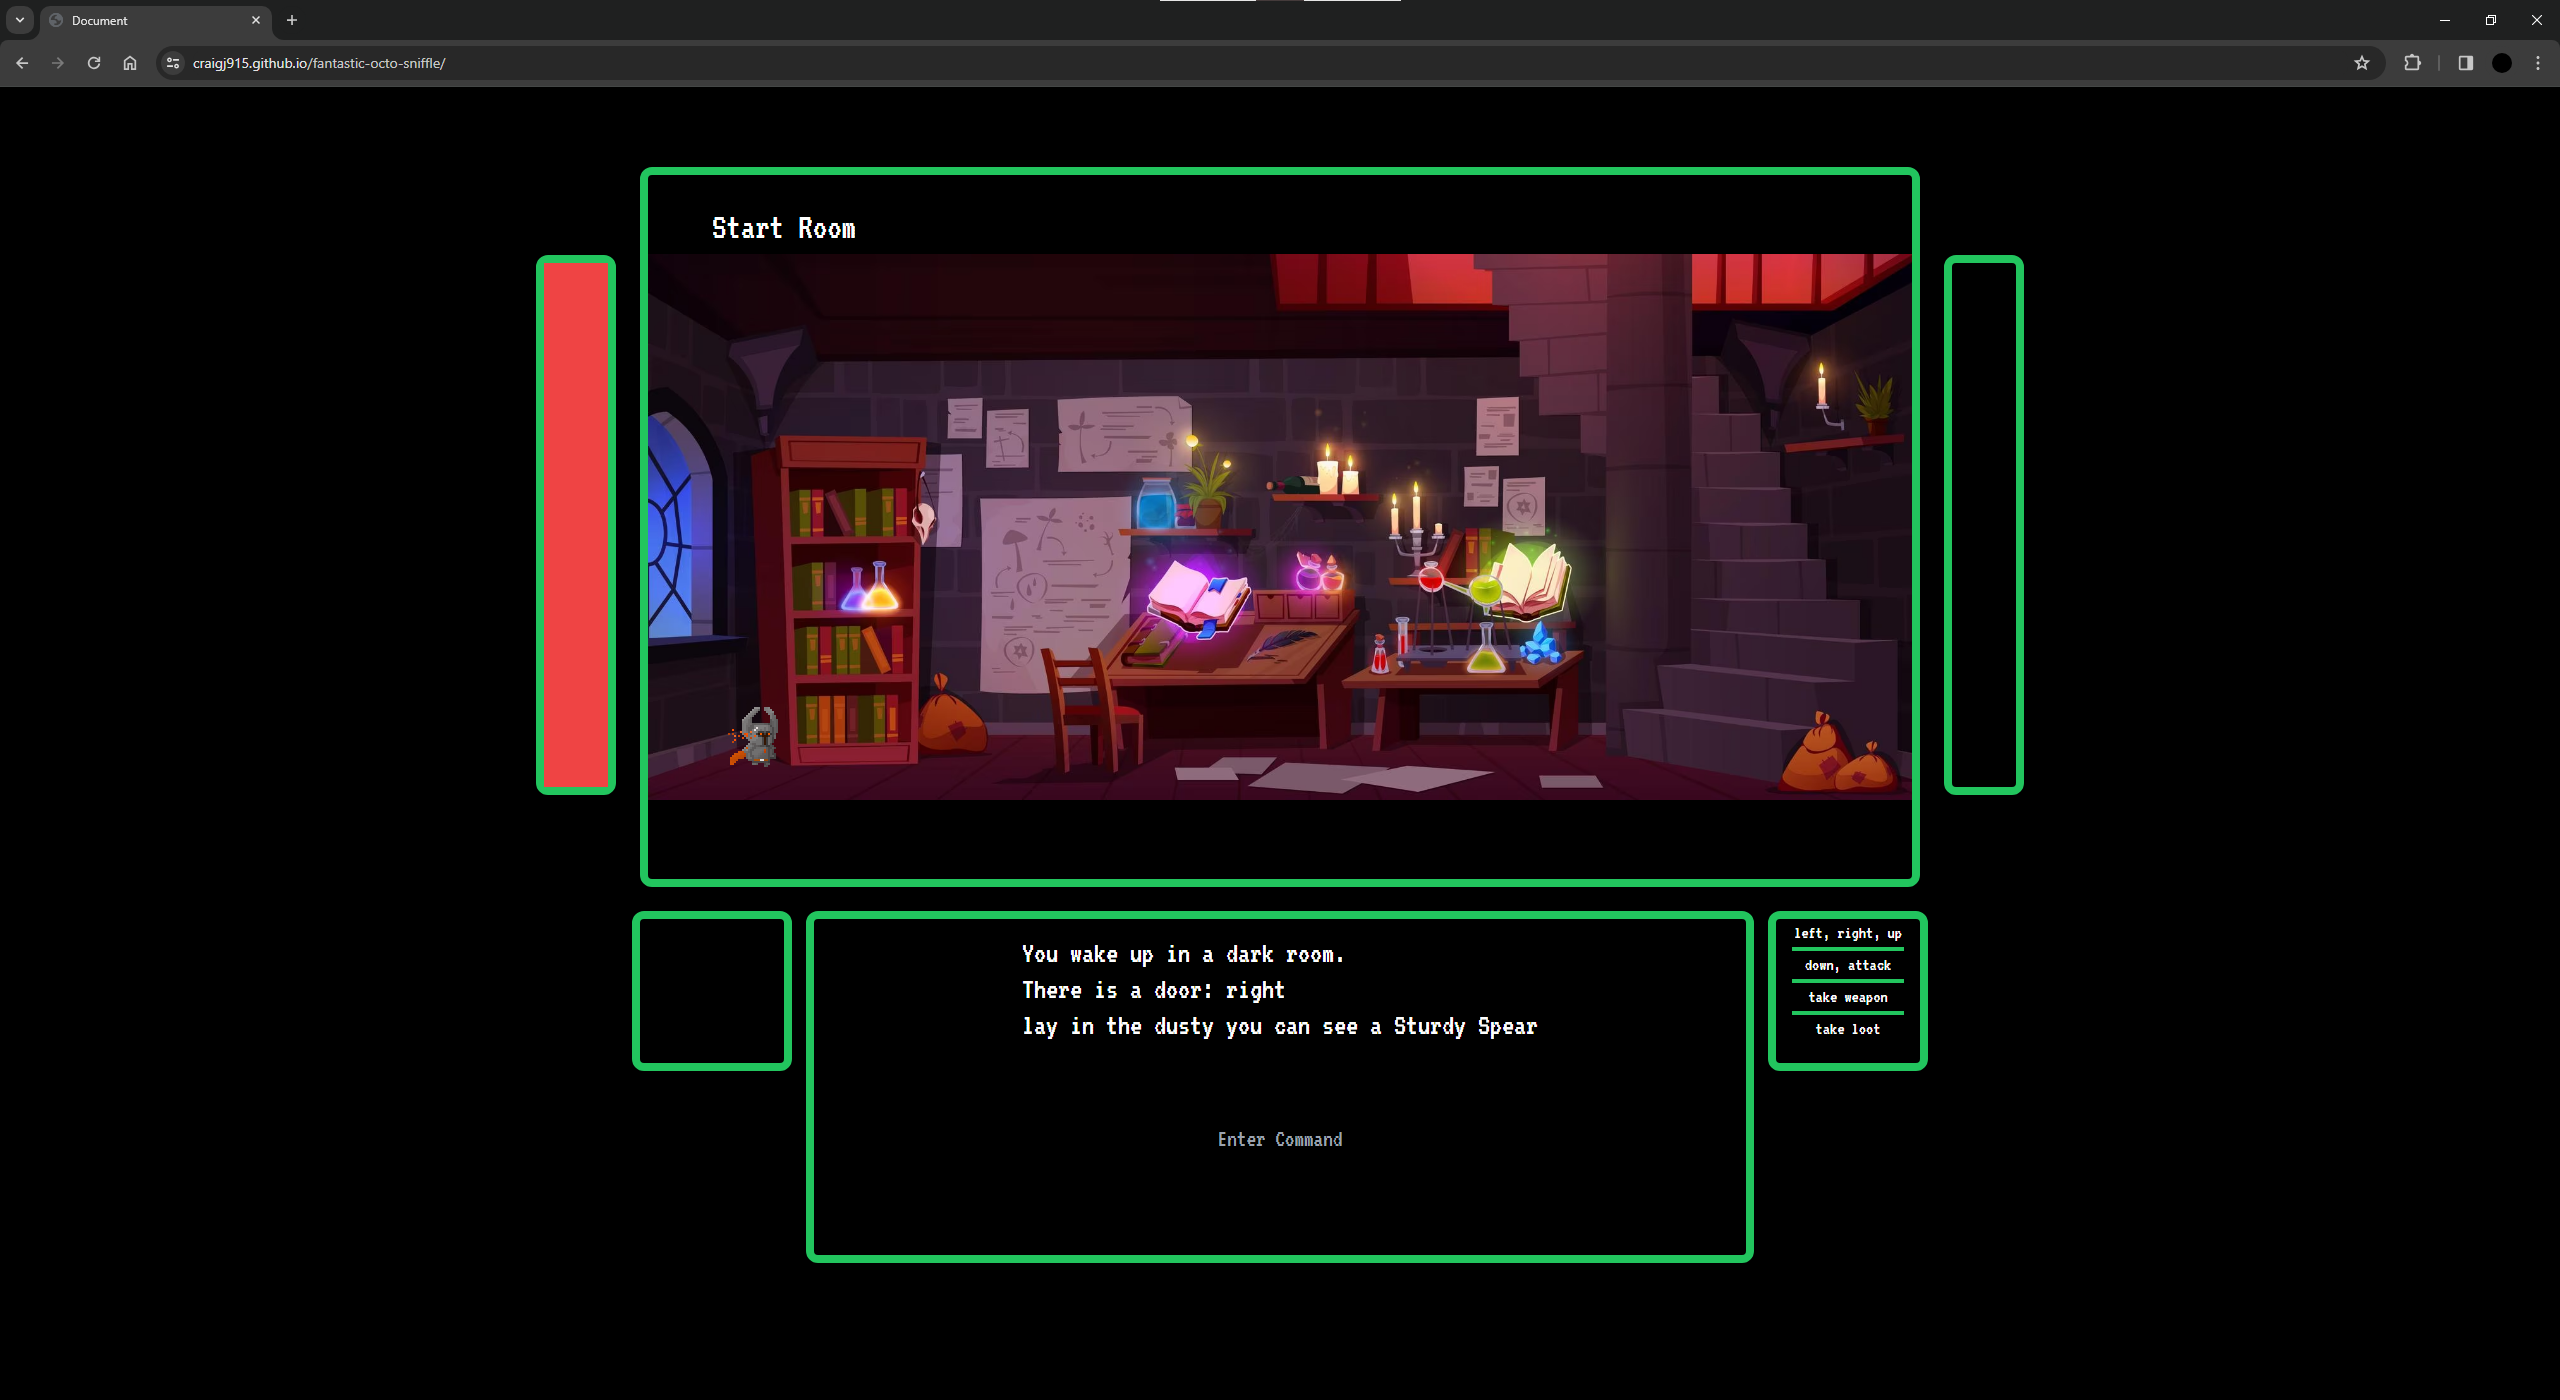 Document
craigj915.github.io/fantastic-octo-sniffle/
Start Room
You wake up in a dark room.
There is a door: right
lay in the dusty you can see a Sturdy Spear
Enter Command
left, right, up
down, attack
take weapon
take loot